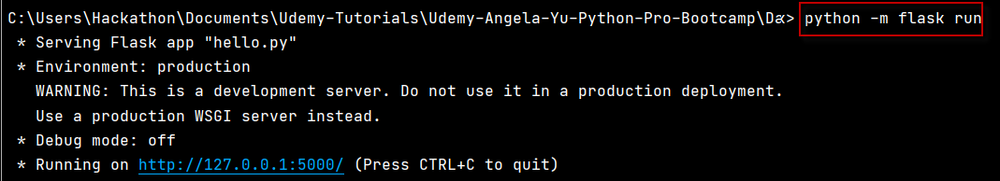 C:\Users\Hackathon\Documents\Udemy-Tutorials\Udemy-Angela-Yu-Python-Pro-Bootcamp\Da> python -m flask run
* Serving Flask app "hello.py"
* Environment: production
WARNING: This is a development server. Do not use it in a production deployment.
Use a production WSGI server instead.
* Debug mode: off
* Running on http://127.0.0.1:5000/ (Press CTRL+C to quit)